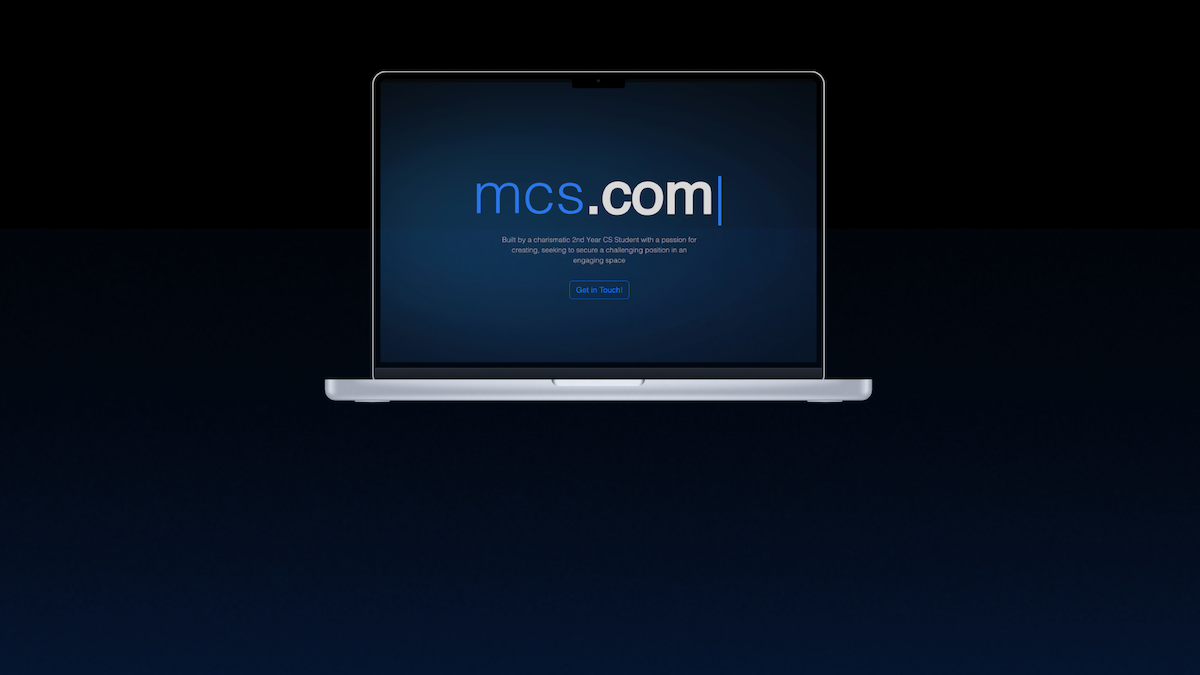 mcs.com
Built by a charismatic 2nd Year CS Student with a passion for
creating, seeking to secure a challenging position in an
engaging space
Get in Touch!